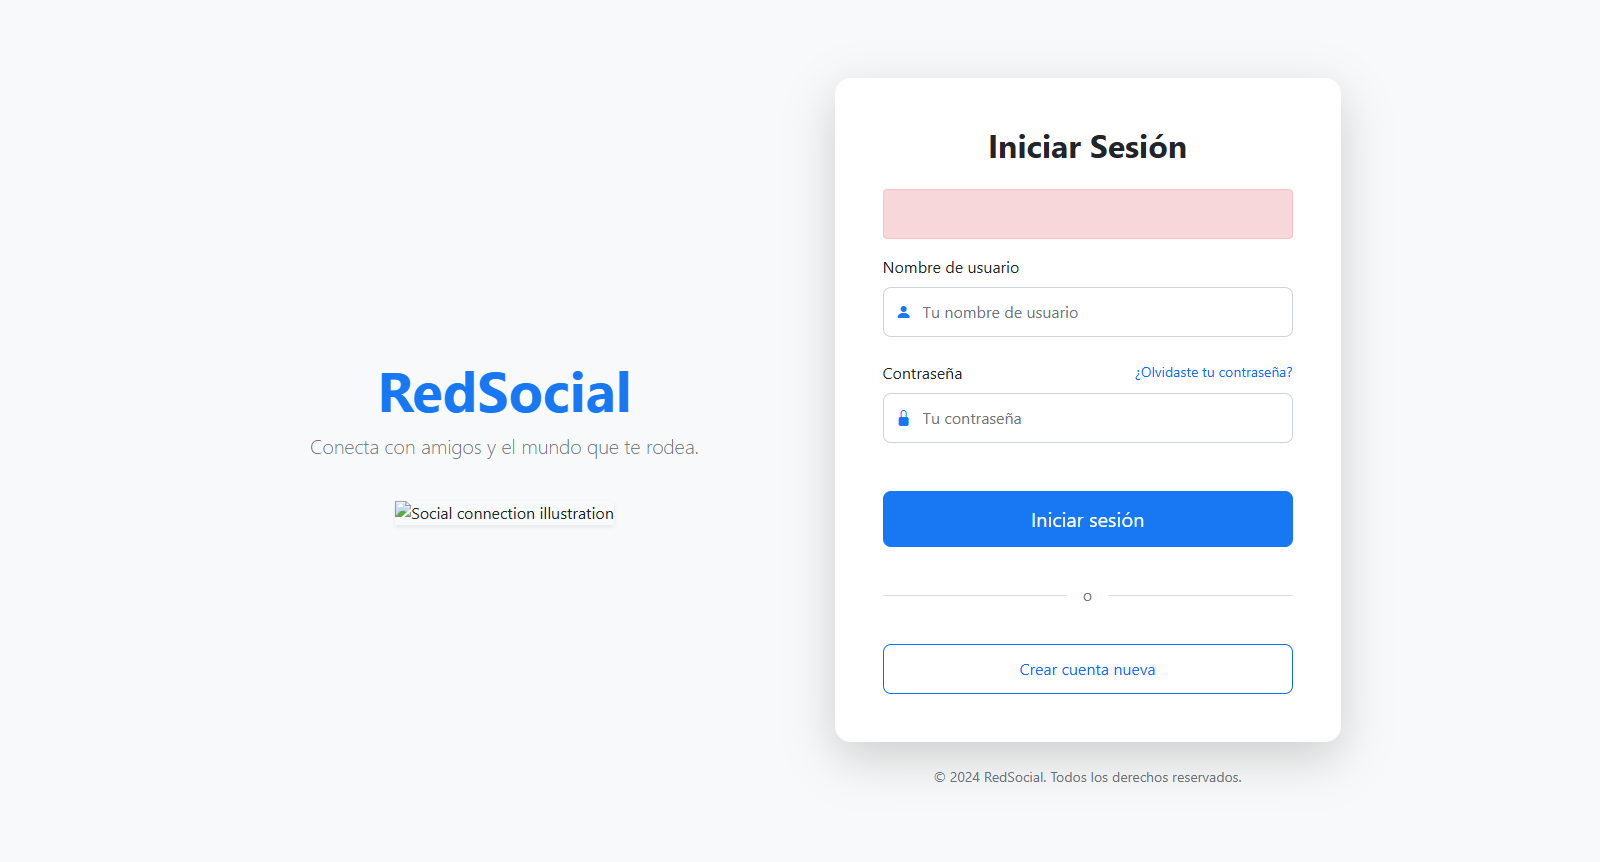 RedSocial
Conecta con amigos y el mundo que te rodea.
Social connection illustration
Iniciar Sesión
Nombre de usuario
Tu nombre de usuario
Contraseña
¿Olvidaste tu contraseña?
Tu contraseña
Iniciar sesión
o
Crear cuenta nueva
© 2024 RedSocial. Todos los derechos reservados.